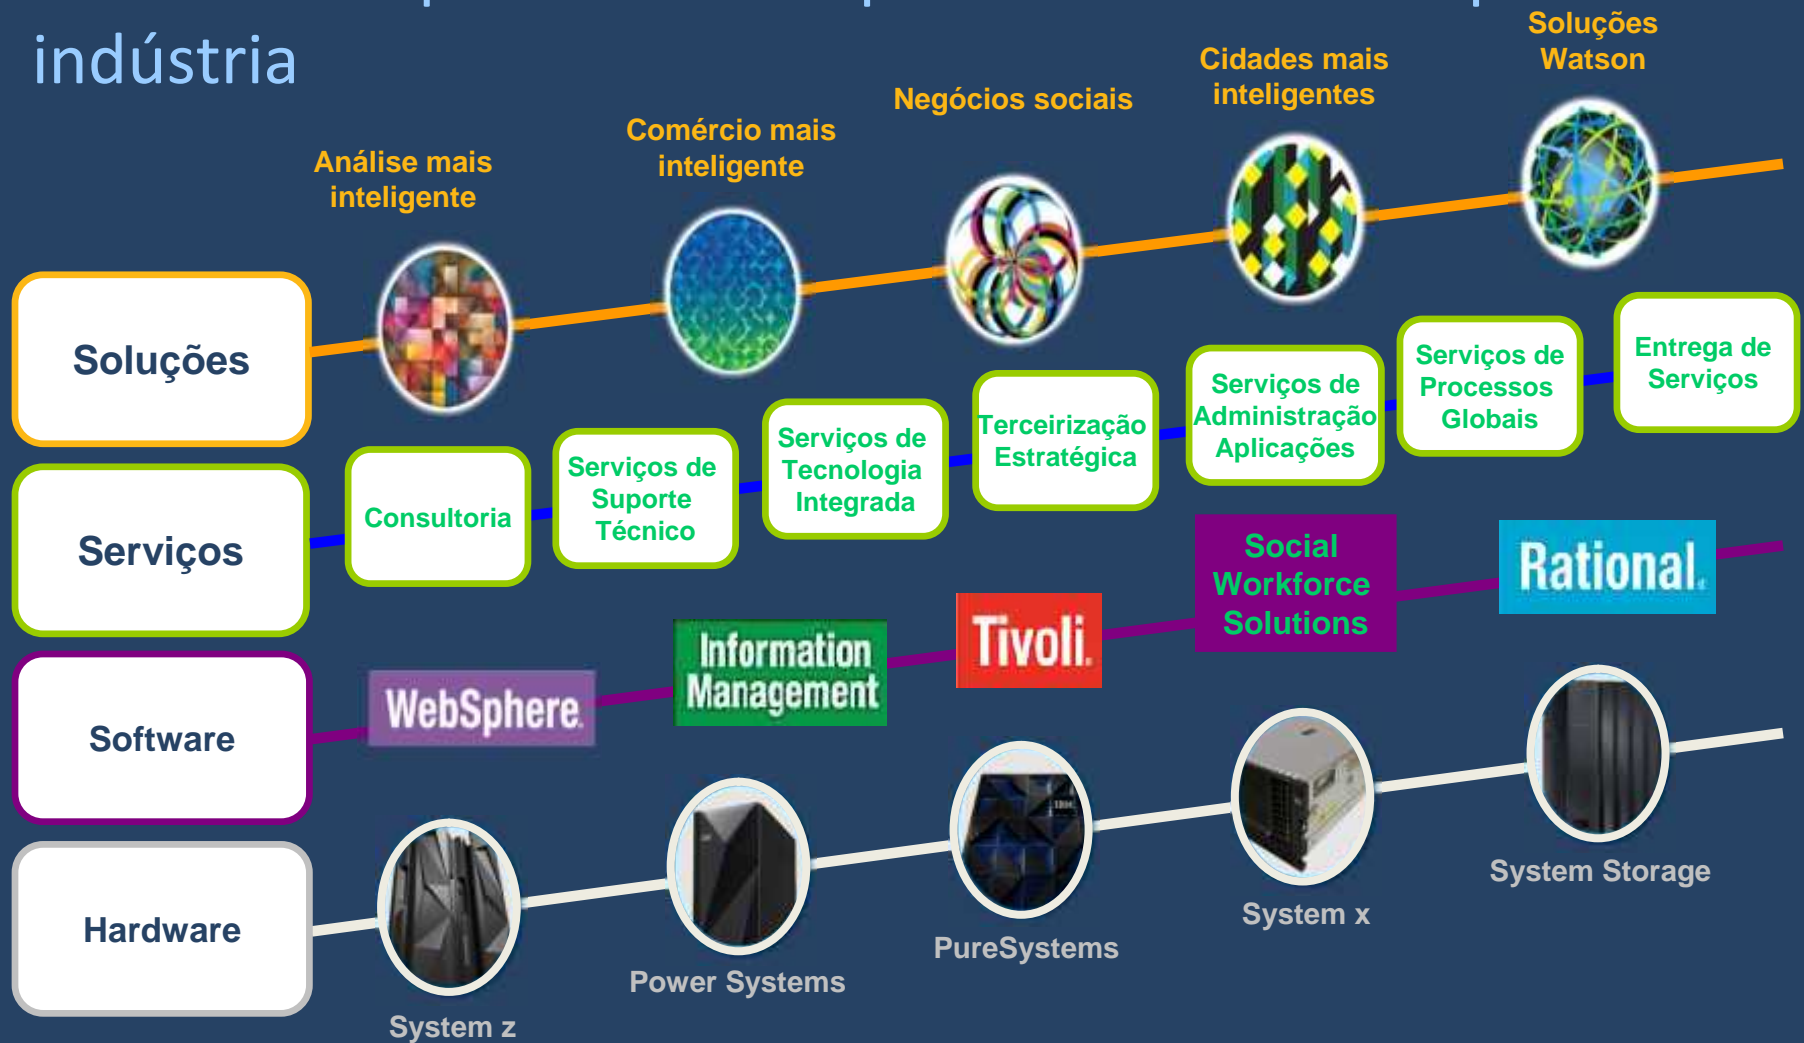 indústria
Soluções
Watson
Cidades mais
inteligentes
Negócios sociais
Comércio mais
inteligente
Análise mais
inteligente
Soluções
Serviços
Consultoria
Serviços de
Suporte
Técnico
Serviços de
Tecnologia
Integrada
Terceirização
Estratégica
Serviços de
Administração
Aplicações
Serviços de
Processos
Globais
Entrega de
Serviços
Software
WebSphere.
Information
Management
Tivoli.
Social
Workforce
Solutions
Rational.
Hardware
System z
Power Systems
PureSystems
System x
System Storage